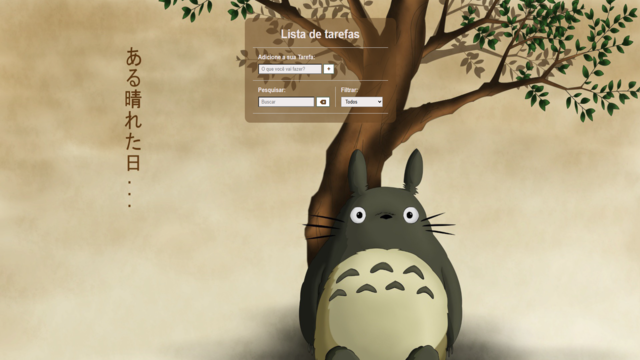 Lista de tarefas
Adicione a sua Tarefa:
O que você vai fazer?
+
Pesquisar:
Filtrar:
Buscar
Todos
ある晴れた日...